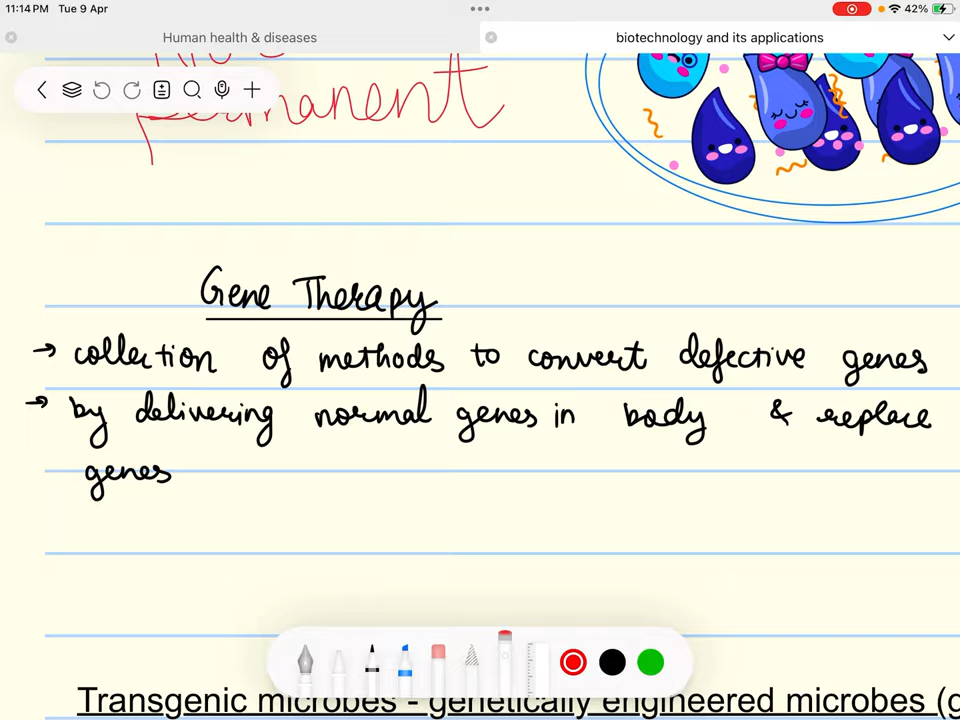 11:14 PM Tue 9 Apr
42%
Human health & diseases
biotechnology and its applications
permanent
Gene Therapy
→ collection of methods to convert defective genes
→ by delivering normal genes in body & replace
genes
Transgenic microbes - genetically engineered microbes (g